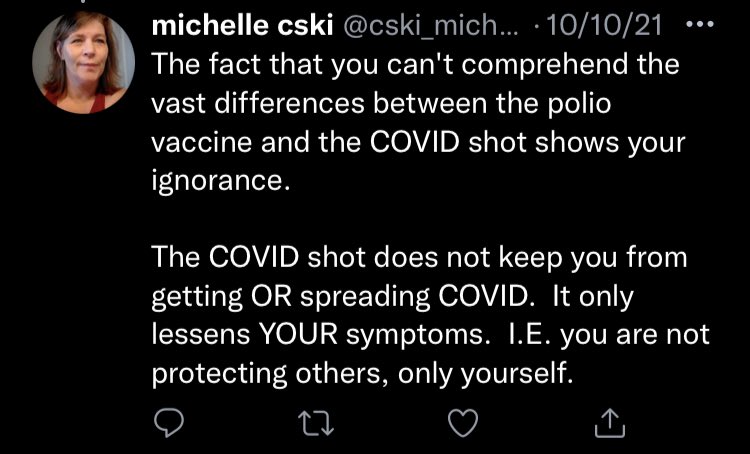 michelle cski @cski_mich... · 10/10/21
The fact that you can't comprehend the
vast differences between the polio
vaccine and the COVID shot shows your
ignorance.
The COVID shot does not keep you from
getting OR spreading COVID.  It only
lessens YOUR symptoms.  I.E. you are not
protecting others, only yourself.